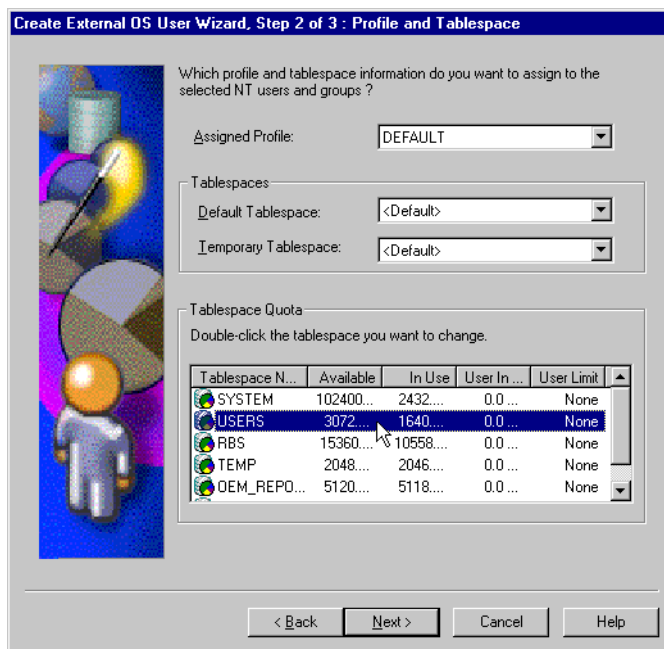 Create External OS User Wizard, Step 2 of 3 : Profile and Tablespace
Which profile and tablespace information do you want to assign to the
selected NT users and groups ?
Assigned Profile: DEFAULT
Tablespaces
Default Tablespace: <Default>
Temporary Tablespace: <Default>
Tablespace Quota
Double-click the tablespace you want to change.
Tablespace N... Available In Use User In ... User Limit
SYSTEM 102400... 2432.... 0.0 ... None
USERS 3072.... 1640.... 0.0 ... None
RBS 15360.... 10558.... 0.0 ... None
TEMP 2048.... 2046.... 0.0 ... None
OEM_REPO... 5120.... 5118.... 0.0 ... None
< Back Next > Cancel Help